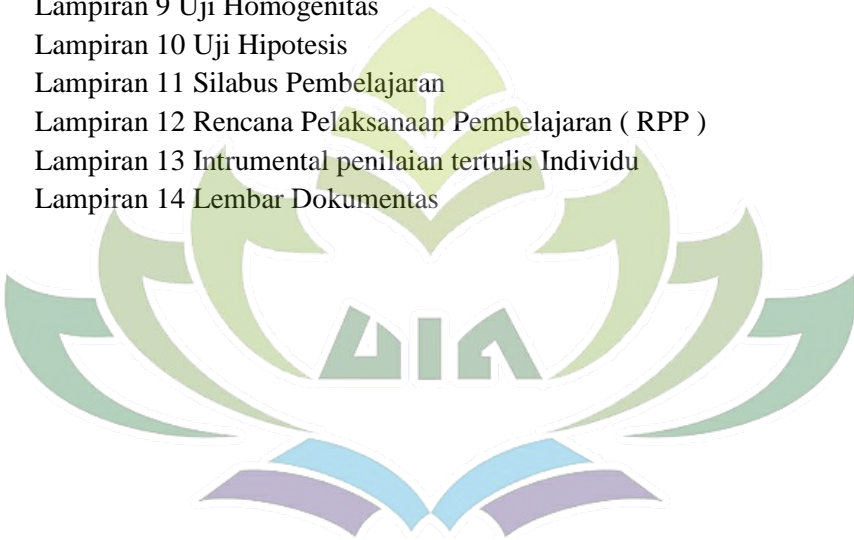 Lampiran 9 Uji Homogenitas
Lampiran 10 Uji Hipotesis
Lampiran 11 Silabus Pembelajaran
Lampiran 12 Rencana Pelaksanaan Pembelajaran ( RPP )
Lampiran 13 Intrumental penilaian tertulis Individu
Lampiran 14 Lembar Dokumentas
UIN